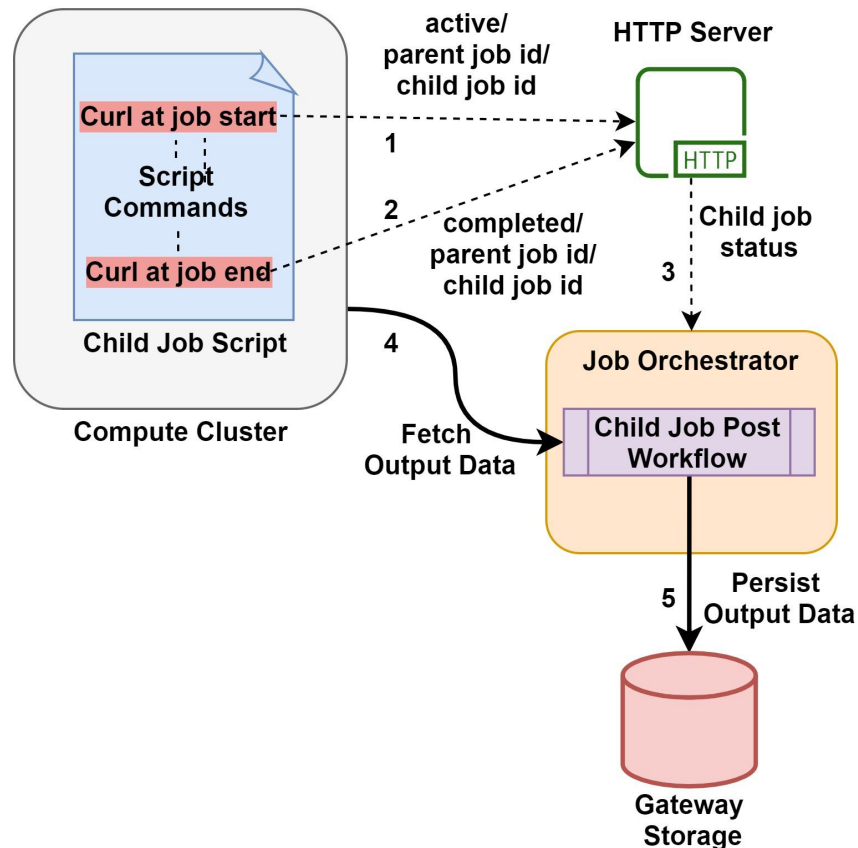 active/
parent job id/
child job id
HTTP Server
Curl at job start
1
HTTP
Script
Commands
2
completed/
parent job id/
child job id
Child job
status
Curl at job end
3
Child Job Script
4
Job Orchestrator
Compute Cluster
Fetch
Output Data
Child Job Post
Workflow
5
Persist
Output Data
Gateway
Storage